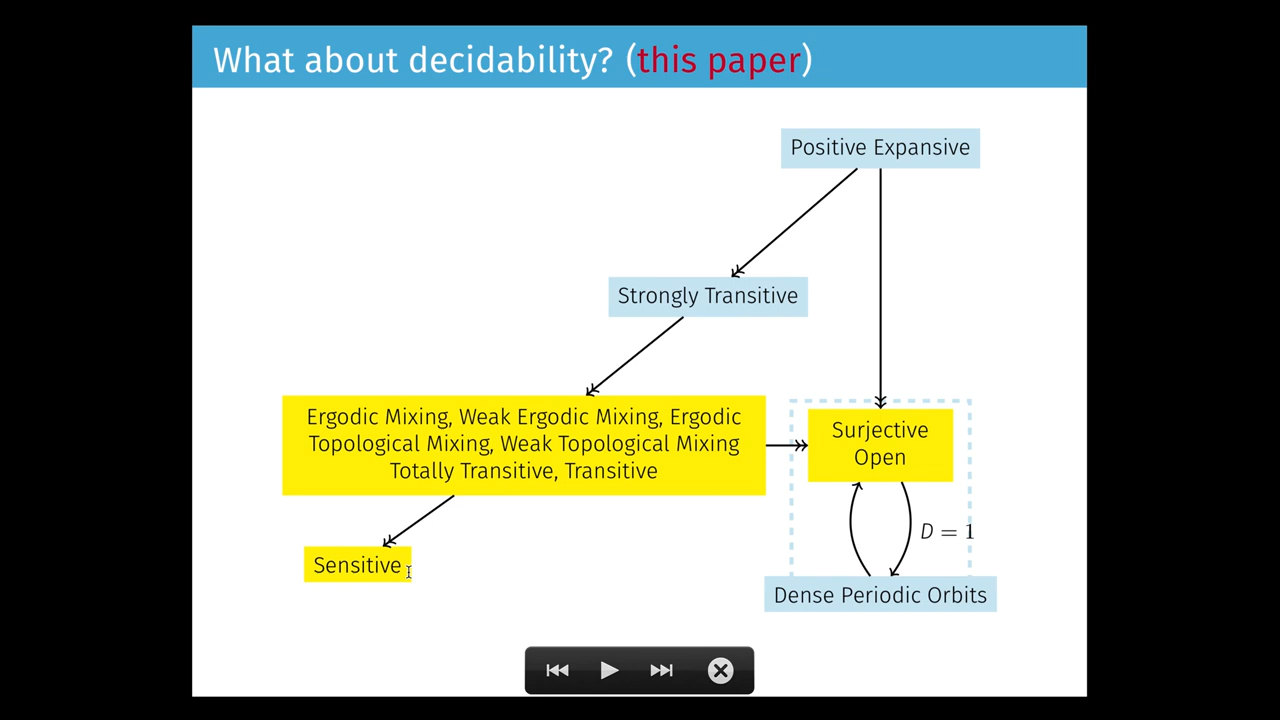 What about decidability? (this paper)
Positive Expansive
Strongly Transitive
Ergodic Mixing, Weak Ergodic Mixing, Ergodic
Topological Mixing, Weak Topological Mixing
Totally Transitive, Transitive
Surjective
Open
D = 1
Sensitive
Dense Periodic Orbits